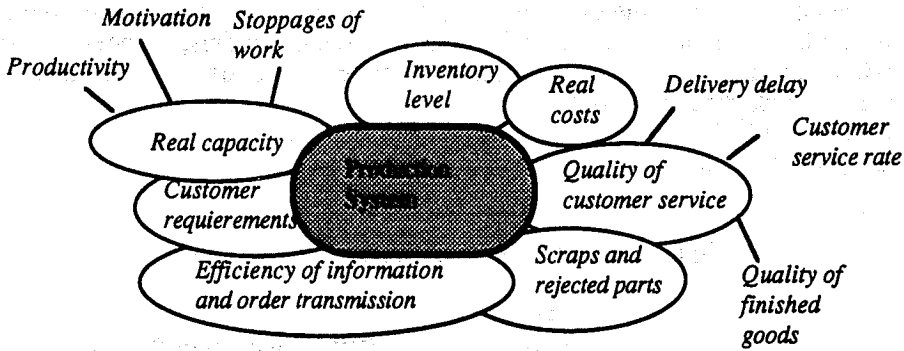 Motivation
Stoppages of
work
Productivity
Inventory
level
Real
costs
Delivery delay
Customer
service rate
Real capacity
Production
System
Quality of
customer service
Customer
requierements
Efficiency of information
and order transmission
Scraps and
rejected parts
Quality of
finished
goods